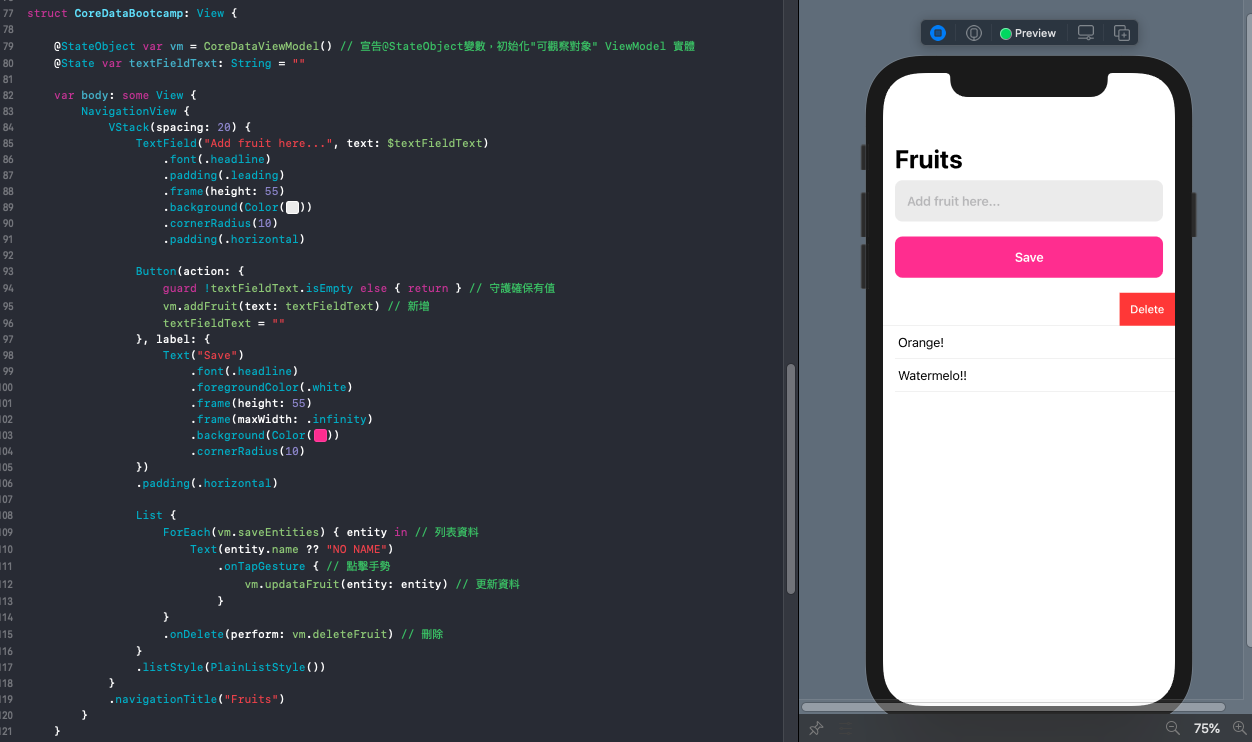 77 struct CoreDataBootcamp: View {
78
79 @StateObject var vm = CoreDataViewModel() // 宣告@StateObject變數，初始化"可觀察對象" ViewModel 實體
80 @State var textFieldText: String = ""
81
82 var body: some View {
83 NavigationView {
84 VStack(spacing: 20) {
85 TextField("Add fruit here...", text: $textFieldText)
86 .font(.headline)
87 .padding(.leading)
88 .frame(height: 55)
89 .background(Color( ))
90 .cornerRadius(10)
91 .padding(.horizontal)
92
93 Button(action: {
94 guard !textFieldText.isEmpty else { return } // 守護確保有值
95 vm.addFruit(text: textFieldText) // 新增
96 textFieldText = ""
97 }, label: {
98 Text("Save")
99 .font(.headline)
100 .foregroundColor(.white)
101 .frame(height: 55)
102 .frame(maxWidth: .infinity)
103 .background(Color( ))
104 .cornerRadius(10)
105 })
106 .padding(.horizontal)
107
108 List {
109 ForEach(vm.saveEntities) { entity in // 列表資料
110 Text(entity.name ?? "NO NAME")
111 .onTapGesture { // 點擊手勢
112 vm.updataFruit(entity: entity) // 更新資料
113 }
114 }
115 .onDelete(perform: vm.deleteFruit) // 刪除
116 }
117 .listStyle(PlainListStyle())
118 }
119 .navigationTitle("Fruits")
120 }
121 }
Preview
Fruits
Add fruit here...
Save
Delete
Orange!
Watermelo!!
75%